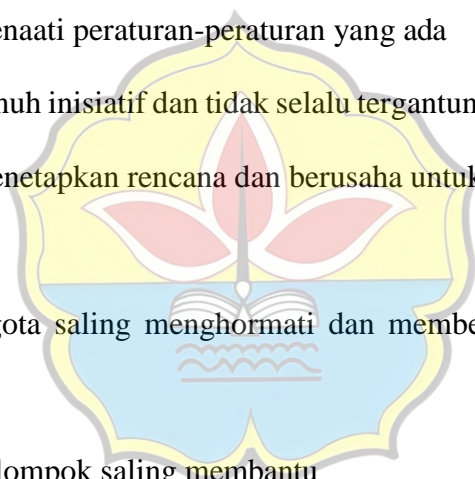 enaati peraturan-peraturan yang ada
nuh inisiatif dan tidak selalu tergantun
enetapkan rencana dan berusaha untuk
gota saling menghormati dan membe
lompok saling membantu